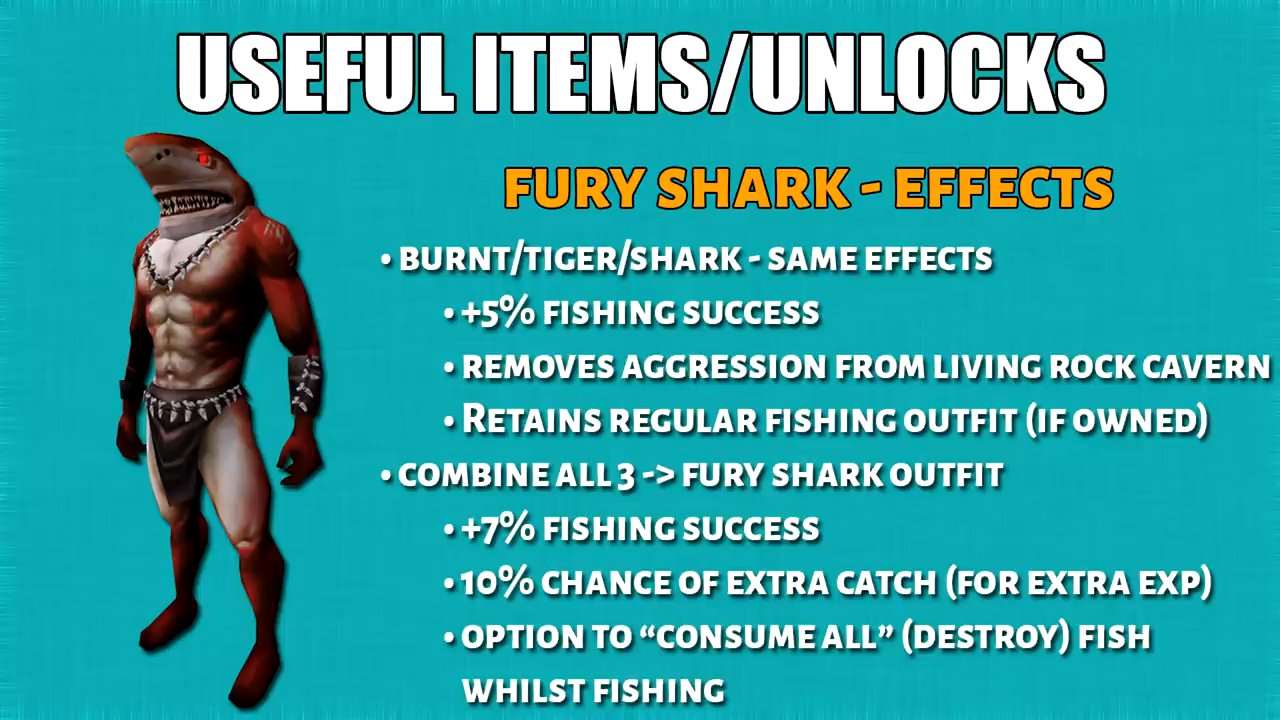 USEFUL ITEMS/UNLOCKS
FURY SHARK - EFFECTS
• BURNT/TIGER/SHARK - SAME EFFECTS
• +5% FISHING SUCCESS
• REMOVES AGGRESSION FROM LIVING ROCK CAVERN
• RETAINS REGULAR FISHING OUTFIT (IF OWNED)
• COMBINE ALL 3 -> FURY SHARK OUTFIT
• +7% FISHING SUCCESS
• 10% CHANCE OF EXTRA CATCH (FOR EXTRA EXP)
• OPTION TO “CONSUME ALL” (DESTROY) FISH
WHILST FISHING